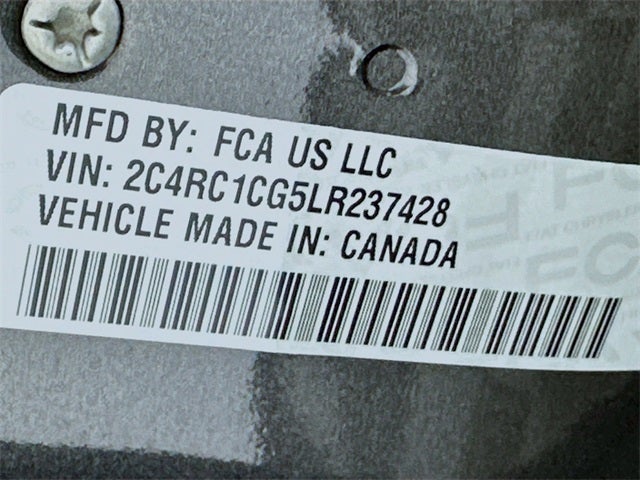 MFD BY: FCA US LLC
VIN: 2C4RC1CG5LR237428
VEHICLE MADE IN: CANADA